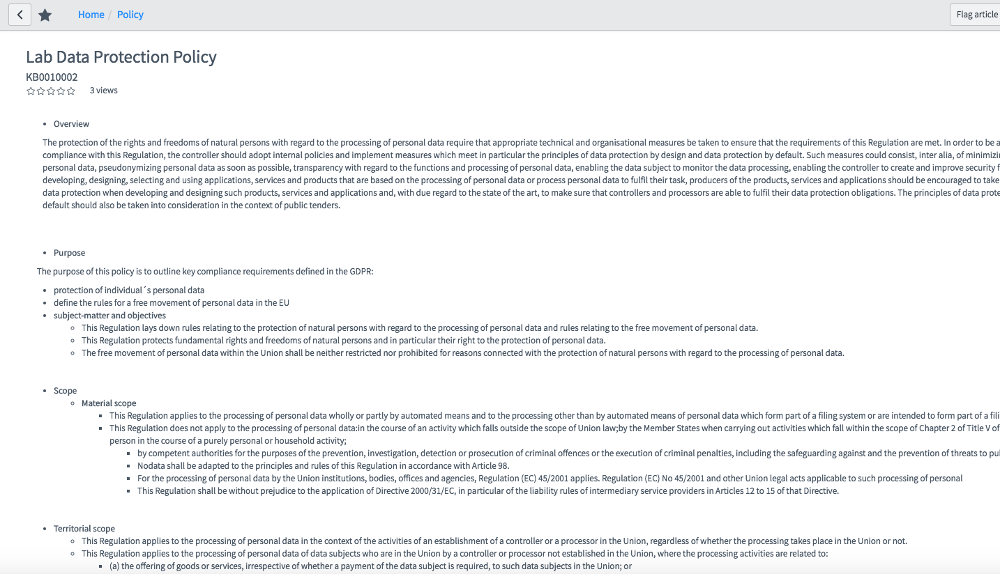 Home / Policy
Flag article
Lab Data Protection Policy
KB0010002
3 views
Overview
The protection of the rights and freedoms of natural persons with regard to the processing of personal data require that appropriate technical and organisational measures be taken to ensure that the requirements of this Regulation are met. In order to be a
compliance with this Regulation, the controller should adopt internal policies and implement measures which meet in particular the principles of data protection by design and data protection by default. Such measures could consist, inter alia, of
personal data, pseudonymizing personal data as soon as possible, transparency with regard to the functions and processing of personal data, enabling the data subject to monitor the data processing, enabling the controller to create and improve security
developing, designing, selecting and using applications, services and products that are based on the processing of personal data or process personal data to fulfil their task, producers of the products, services and applications should be encouraged to take
data protection when developing and designing such products, services and applications and, with due regard to the state of the art, to make sure that controllers and processors are able to fulfil their data protection obligations. The principles of data
default should also be taken into consideration in the context of public tenders.
Purpose
The purpose of this policy is to outline key compliance requirements defined in the GDPR:
protection of individual´s personal data
define the rules for a free movement of personal data in the EU
subject-matter and objectives
This Regulation lays down rules relating to the protection of natural persons with regard to the processing of personal data and rules relating to the free movement of personal data.
This Regulation protects fundamental rights and freedoms of natural persons and in particular their right to the protection of personal data.
The free movement of personal data within the Union shall be neither restricted nor prohibited for reasons connected with the protection of natural persons with regard to the processing of personal data.
Scope
Material scope
This Regulation applies to the processing of personal data wholly or partly by automated means and to the processing other than by automated means of personal data which form part of a filing system or are intended to form part of a
This Regulation does not apply to the processing of personal data:in the course of an activity which falls outside the scope of Union law;by the Member States when carrying out activities which fall within the scope of Chapter 2 of Title V of
person in the course of a purely personal or household activity;
by competent authorities for the purposes of the prevention, investigation, detection or prosecution of criminal offences or the execution of criminal penalties, including the safeguarding against and the prevention of threats to
Nodata shall be adapted to the principles and rules of this Regulation in accordance with Article 98.
For the processing of personal data by the Union institutions, bodies, offices and agencies, Regulation (EC) 45/2001 applies. Regulation (EC) No 45/2001 and other Union legal acts applicable to such processing of personal
This Regulation shall be without prejudice to the application of Directive 2000/31/EC, in particular of the liability rules of intermediary service providers in Articles 12 to 15 of that Directive.
Territorial scope
This Regulation applies to the processing of personal data in the context of the activities of an establishment of a controller or a processor in the Union, regardless of whether the processing takes place in the Union or not.
This Regulation applies to the processing of personal data of data subjects who are in the Union by a controller or processor not established in the Union, where the processing activities are related to:
(a) the offering of goods or services, irrespective of whether a payment of the data subject is required, to such data subjects in the Union; or